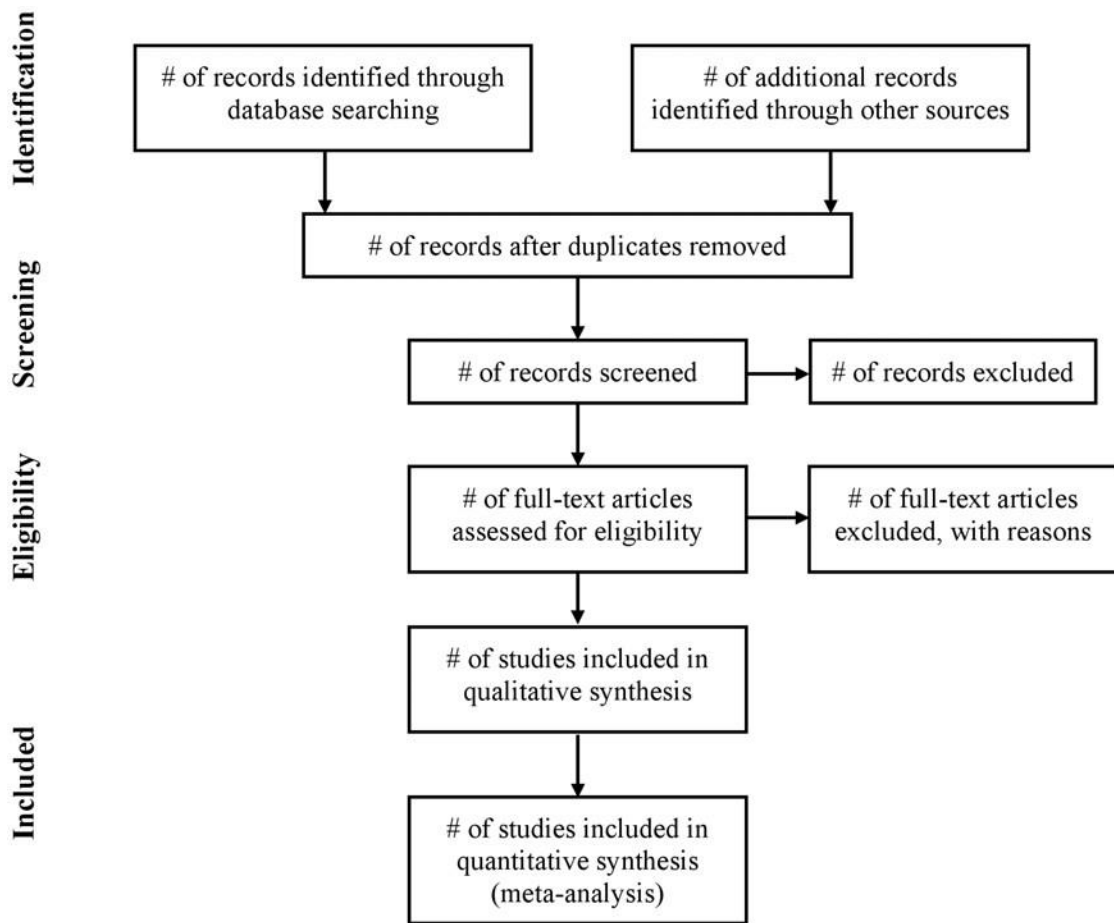 Identification
# of records identified through
database searching
# of additional records
identified through other sources
# of records after duplicates removed
Screening
# of records screened
# of records excluded
Eligibility
# of full-text articles
assessed for eligibility
# of full-text articles
excluded, with reasons
# of studies included in
qualitative synthesis
Included
# of studies included in
quantitative synthesis
(meta-analysis)